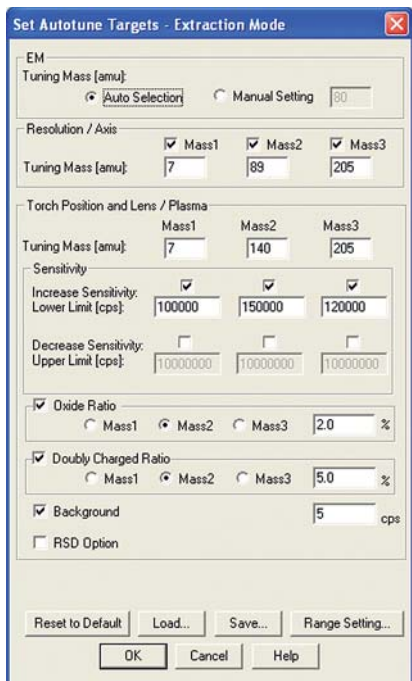 Set Autotune Targets - Extraction Mode
EM
Tuning Mass [amu]:
Auto Selection Manual Setting 80
Resolution / Axis
Mass1 Mass2 Mass3
Tuning Mass [amu]: 7 89 205
Torch Position and Lens / Plasma
Mass1 Mass2 Mass3
Tuning Mass [amu]: 7 140 205
Sensitivity
Increase Sensitivity:
Lower Limit [cps]: 100000 150000 120000
Decrease Sensitivity:
Upper Limit [cps]: 10000000 10000000 10000000
Oxide Ratio
Mass1 Mass2 Mass3 2.0 %
Doubly Charged Ratio
Mass1 Mass2 Mass3 5.0 %
Background 5 cps
RSD Option
Reset to Default Load... Save... Range Setting...
OK Cancel Help